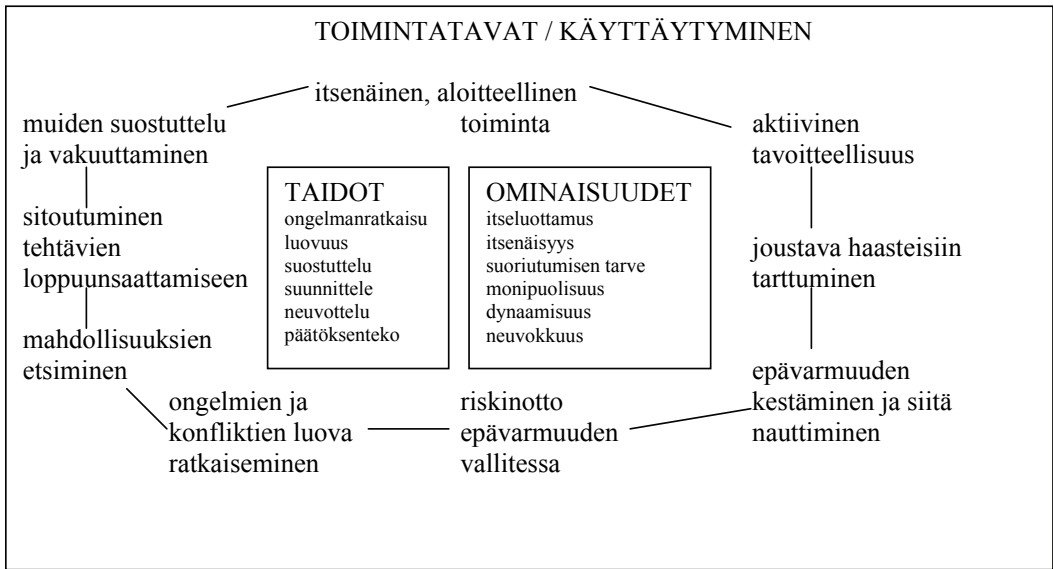 TOIMINTATAVAT / KÄYTTÄYTYMINEN
itsenäinen, aloitteellinen
toiminta
muiden suostuttelu
ja vakuuttaminen
aktiivinen
tavoitteellisuus
TAIDOT
ongelmanratkaisu
luovuus
suostuttelu
suunnittele
neuvottelu
päätöksenteko
OMINAISUUDET
itseluottamus
itsenäisyys
suoriutumisen tarve
monipuolisuus
dynaamisuus
neuvokkuus
sitoutuminen
tehtävien
loppuunsaattamiseen
joustava haasteisiin
tarttuminen
mahdollisuuksien
etsiminen
epävarmuuden
kestäminen ja siitä
nauttiminen
ongelmien ja
konfliktien luova
ratkaiseminen
riskinotto
epävarmuuden
vallitessa